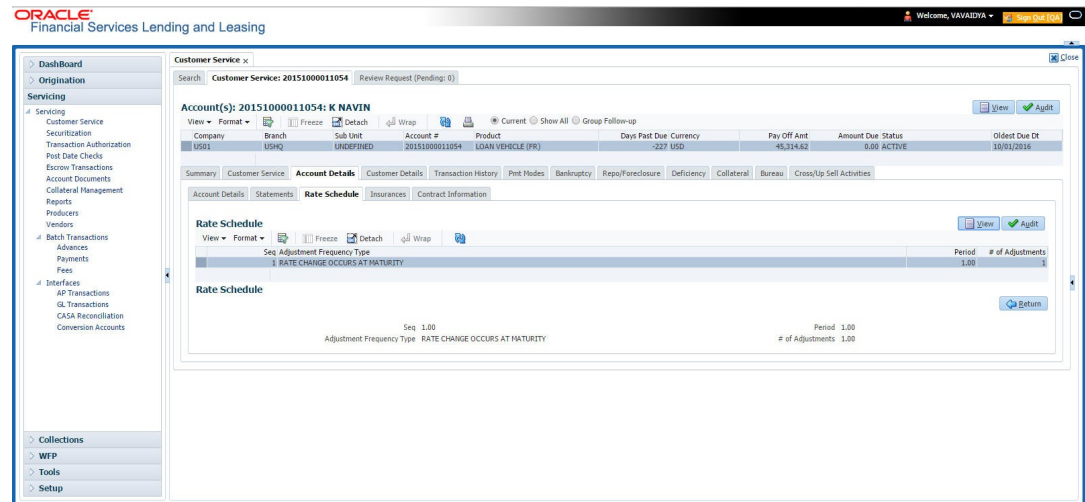 ORACLE
Financial Services Lending and Leasing
Welcome, VAVAIDYA
Sign Out [QA]
Close
DashBoard
Origination
Servicing
Servicing
Customer Service
Securitization
Transaction Authorization
Post Date Checks
Escrow Transactions
Account Documents
Collateral Management
Reports
Producers
Vendors
Batch Transactions
Advances
Payments
Fees
Interfaces
AP Transactions
GL Transactions
CASA Reconciliation
Conversion Accounts
Collections
WFP
Tools
Setup
Customer Service x
Search Customer Service: 20151000011054 Review Request (Pending: 0)
Account(s): 20151000011054: K NAVIN
View Audit
View Format Freeze Detach Wrap Current Show All Group Follow-up
Company Branch Sub Unit Account # Product Days Past Due Currency Pay Off Amt Amount Due Status Oldest Due Dt
US01 USHQ UNDEFINED 20151000011054 LOAN VEHICLE (FR) -227 USD 45,314.62 0.00 ACTIVE 10/01/2016
Summary Customer Service Account Details Customer Details Transaction History Pmt Modes Bankruptcy Repo/Foreclosure Deficiency Collateral Bureau Cross/Up Sell Activities
Account Details Statements Rate Schedule Insurances Contract Information
Rate Schedule
View Audit
View Format Freeze Detach Wrap
Seq Adjustment Frequency Type Period # of Adjustments
1 RATE CHANGE OCCURS AT MATURITY 1.00 1
Rate Schedule
Return
Seq 1.00 Period 1.00
Adjustment Frequency Type RATE CHANGE OCCURS AT MATURITY # of Adjustments 1.00